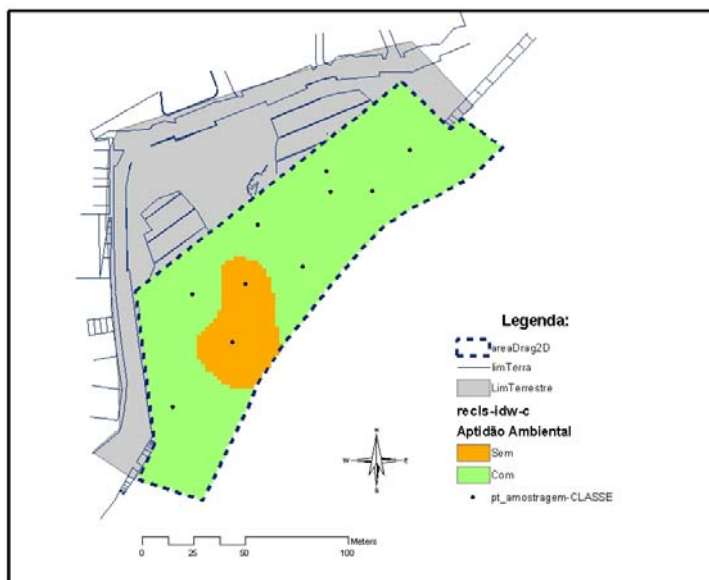 Legenda:
areaDrag2D
limTerra
LimTerrestre
recls-idw-c
Aptidão Ambiental
Sem
Com
pt_amostragem-CLASSE
N
W E
S
Meters
0 25 50 100